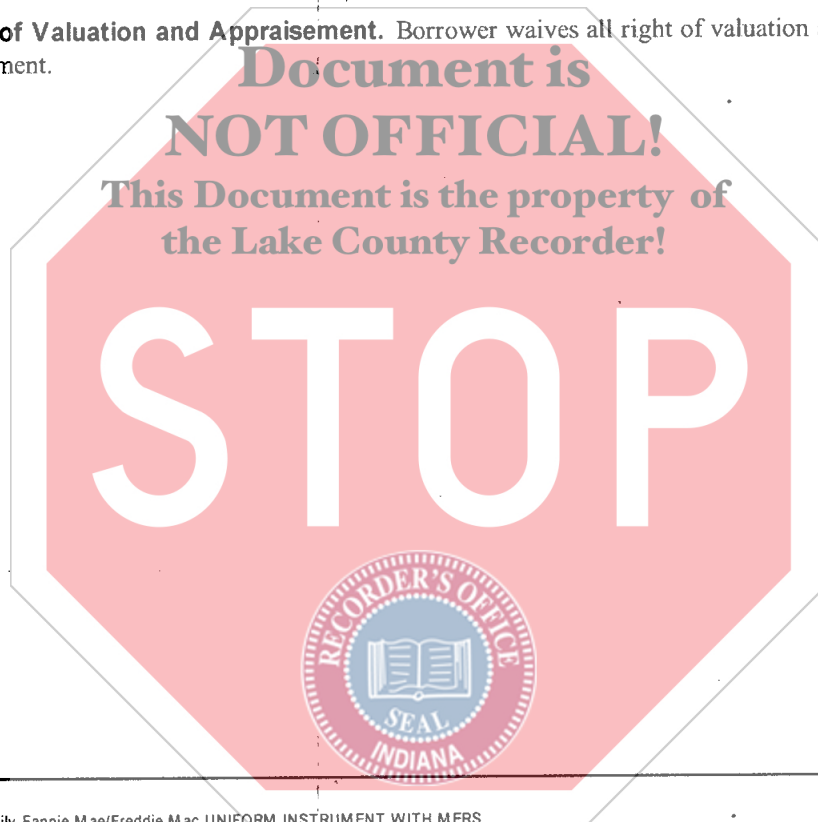 of Valuation and Appraisement. Borrower waives all right of valuation
ment.
Document is
NOT OFFICIAL!
This Document is the property of
the Lake County Recorder!
STOP
RECORDER'S OFFICE
SEAL
INDIANA
Fannie Mae/Freddie Mac UNIFORM INSTRUMENT WITH MERS